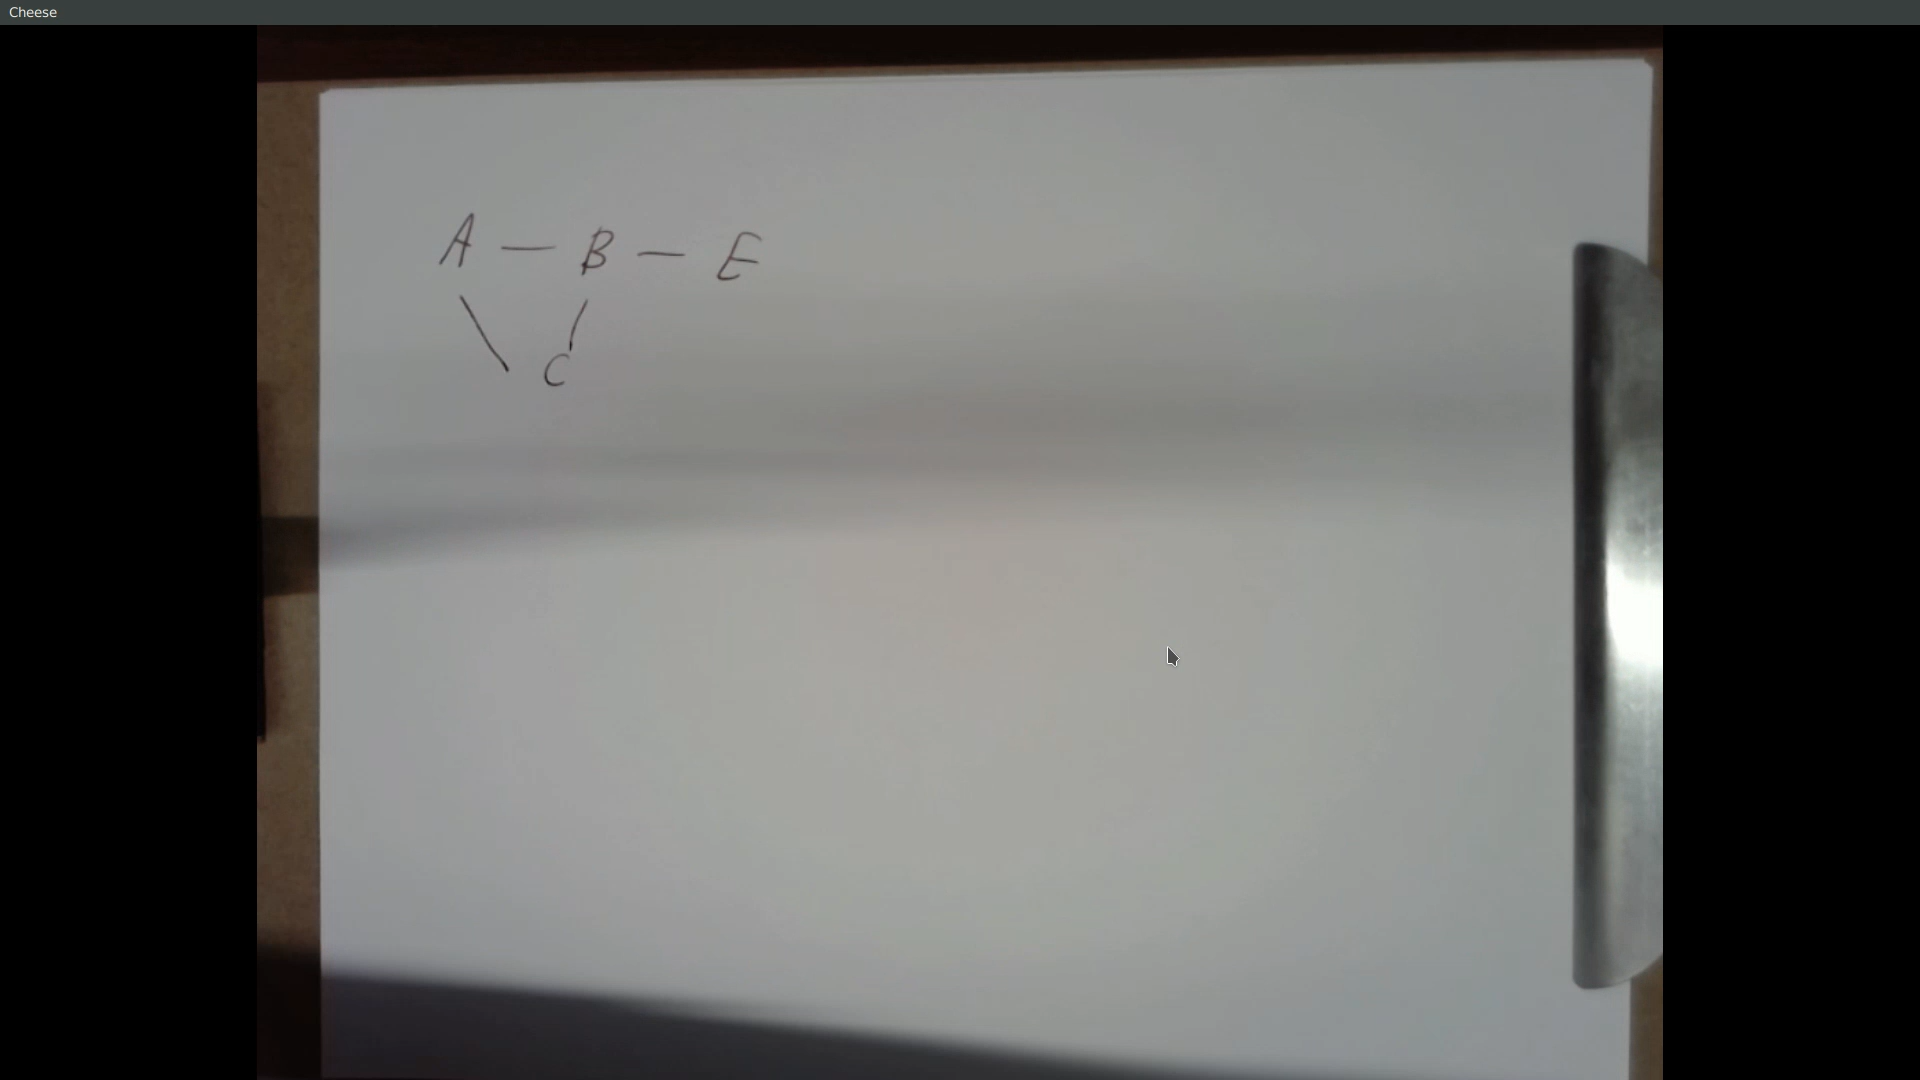 Cheese
A — B — E
C